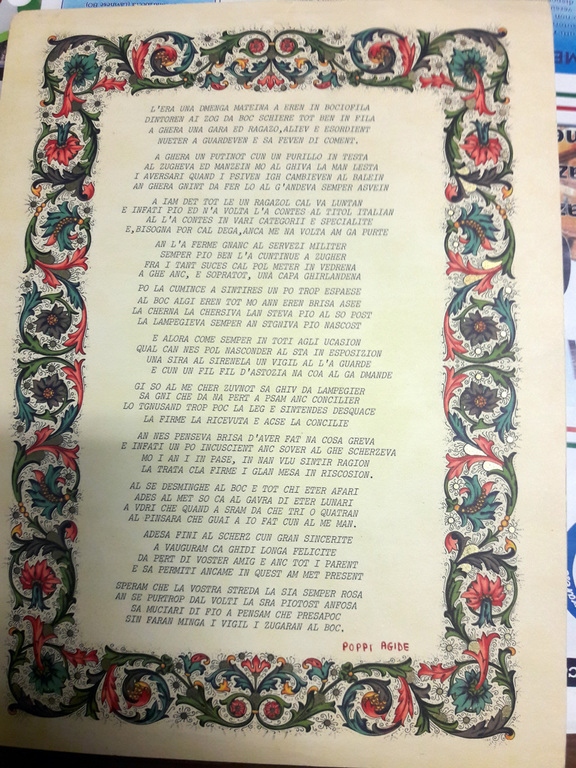 L'ERA UNA DMENGA MATEINA A EREN IN BOCIOFILA
DINTOREN AI ZOG DA BOC SCHIERE TOT BEN IN FILA
A GHERA UNA GARA ED RAGAZO,ALIEV E ESORDIENT
NUETER A GUARDEVEN E SA FEVER DI COMENT.
A GHERA UN PUTINOT CUN UN PURILLO IN TESTA
AL ZUGHEVA ED MANZEIN MO AL GHIVA LA MAN LESTA
I AVERSARI QUAND I PSIVEN IGH CAMBIEVEN AL BALEIN
AN GHERA GNINT DA PER LO AL G'ANDEVA SEMPER ASVEIN
A IAM DET TOT LE UN RAGAZOL CAL VA LUNTAN
E INFATI PIO ED N'A VOLTA L'A CONTES AL TITOL ITALIAN
AL L'A CONTES IN VARI CATEGORII E SPECIALITE
E,BISOGNA POR CAL DEGA,ANCA ME NA VOLTA AM GA PURTE
AN L'A FERME GNANC AL SERVEZI MILITER
SEMPER PIO BEN L'A CUNTINUE A ZUGHER
FRA I TANT SUCES CAL POL METER IN VEDRENA
A GHE ANC, E SOPRATOT, UNA CAPA GHIRLANDENA
PO LA CUMINCE A SINTIRES UN PO TROP ESPAESE
AL BOC ALGI EREN TOT MO ANN EREN BRISA ASEE
LA CHERNA LA CHERSIVA LAN STEVA PIO AL SO POST
LA LAMPEGIEVA SEMPER AN STGNIVA PIO NASCOST
E ALORA COME SEMPER IN TOTI AGLI UCASION
QUAL CAN NES POL NASCONDER AL STA IN ESPOSIZION
UNA SIRA AL SIRENELA UN VIGIL AL L'A GUARDE
E CUN UN FIL FIL D'ASTOZIA NA COA AL GA DMANDE
GI SO AL ME CHER ZUVNOT SA GHIV DA LAMPEGIER
SA GNI CHE DA NA PERT A PSAM ANC CONCILIER
LO TGNUSAND TROP POC LA LEG E SINTENDES DESQUACE
LA FIRME LA RICEVUTA E ACSE LA CONCILIE
AN NES PENSEVA BRISA D'AVER FAT NA COSA GREVA
E INFATI UN PO INCUSCIENT ANC SOVER AL GHE SCHERZEVA
MO I AN I IN PASE, IN NAN VLU SINTIR RAGION
LA TRATA CLA FIRME I GLAN MESA IN RISCOSION.
AL SE DESMINGHE AL BOC E TOT CHI ETER AFARI
ADES AL MET SO CA AL GAVRA DI ETER LUNARI
A VDRI CHE QUAND A SRAM DA CHE TRI O QUATRAN
AL PINSARA CHE GUAI A IO FAT CUN AL ME MAN.
ADESA FINI AL SCHERZ CUN GRAN SINCERITE
A VAUGURAM CA GHIDI LONGA FELICITE
DA PERT DI VOSTER AMIG E ANC TOT I PARENT
E SA PERMITI ANCAME IN QUEST AM MET PRESENT
SPERAM CHE LA VOSTRA STREDA LA SIA SEMPER ROSA
AN SE PURTROP DAL VOLTI LA SRA PIOTOST ANFOSA
SA MUCIARI DI FIO A PENSAM CHE PRESAPOC
SIN FARAN MINGA I VIGIL I ZUGARAN AL BOC.
POPPI AGIDE